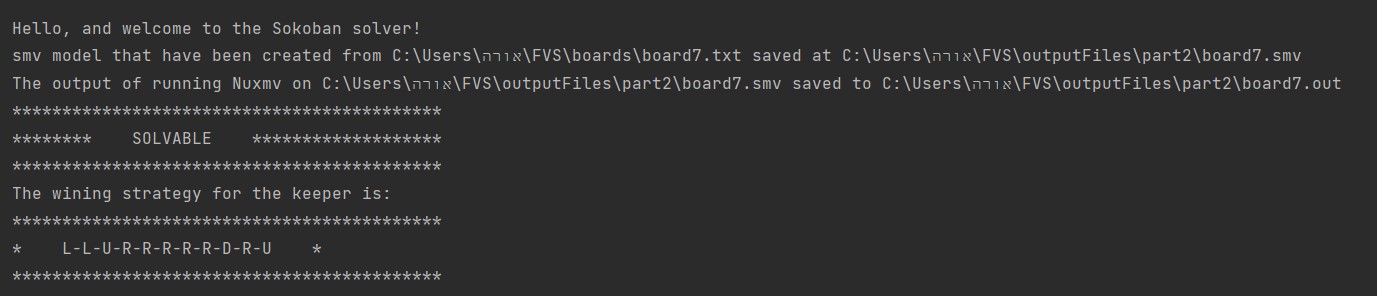 Hello, and welcome to the Sokoban solver!
smv model that have been created from C:\Users\אורה\FVS\boards\board7.txt saved at C:\Users\אורה\FVS\outputFiles\part2\board7.smv
The output of running Nuxmv on C:\Users\אורה\FVS\outputFiles\part2\board7.smv saved to C:\Users\אורה\FVS\outputFiles\part2\board7.out
*******************************************
********    SOLVABLE    *******************
*******************************************
The wining strategy for the keeper is:
*******************************************
*    L-L-U-R-R-R-R-R-D-R-U    *
*******************************************